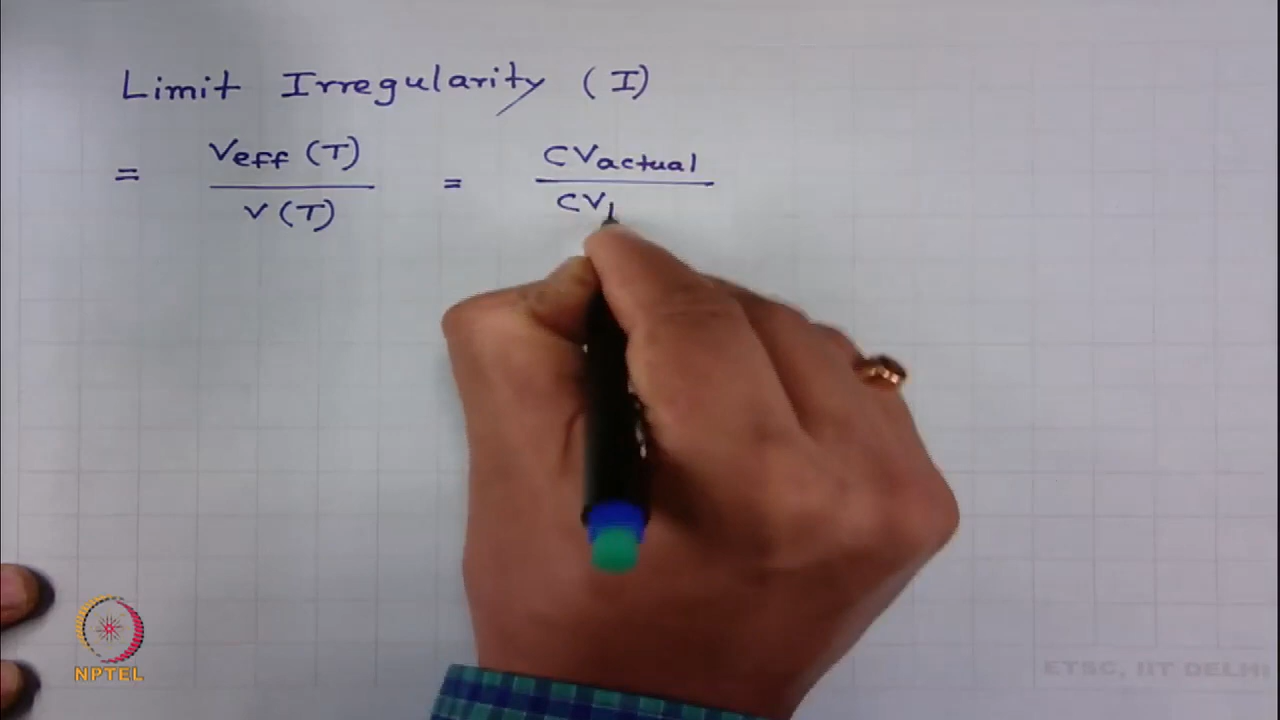 Limit Irregularity (I)
= Veff (T) / V (T) = CVactual / CV
NPTEL
ETSC, IIT DELHI